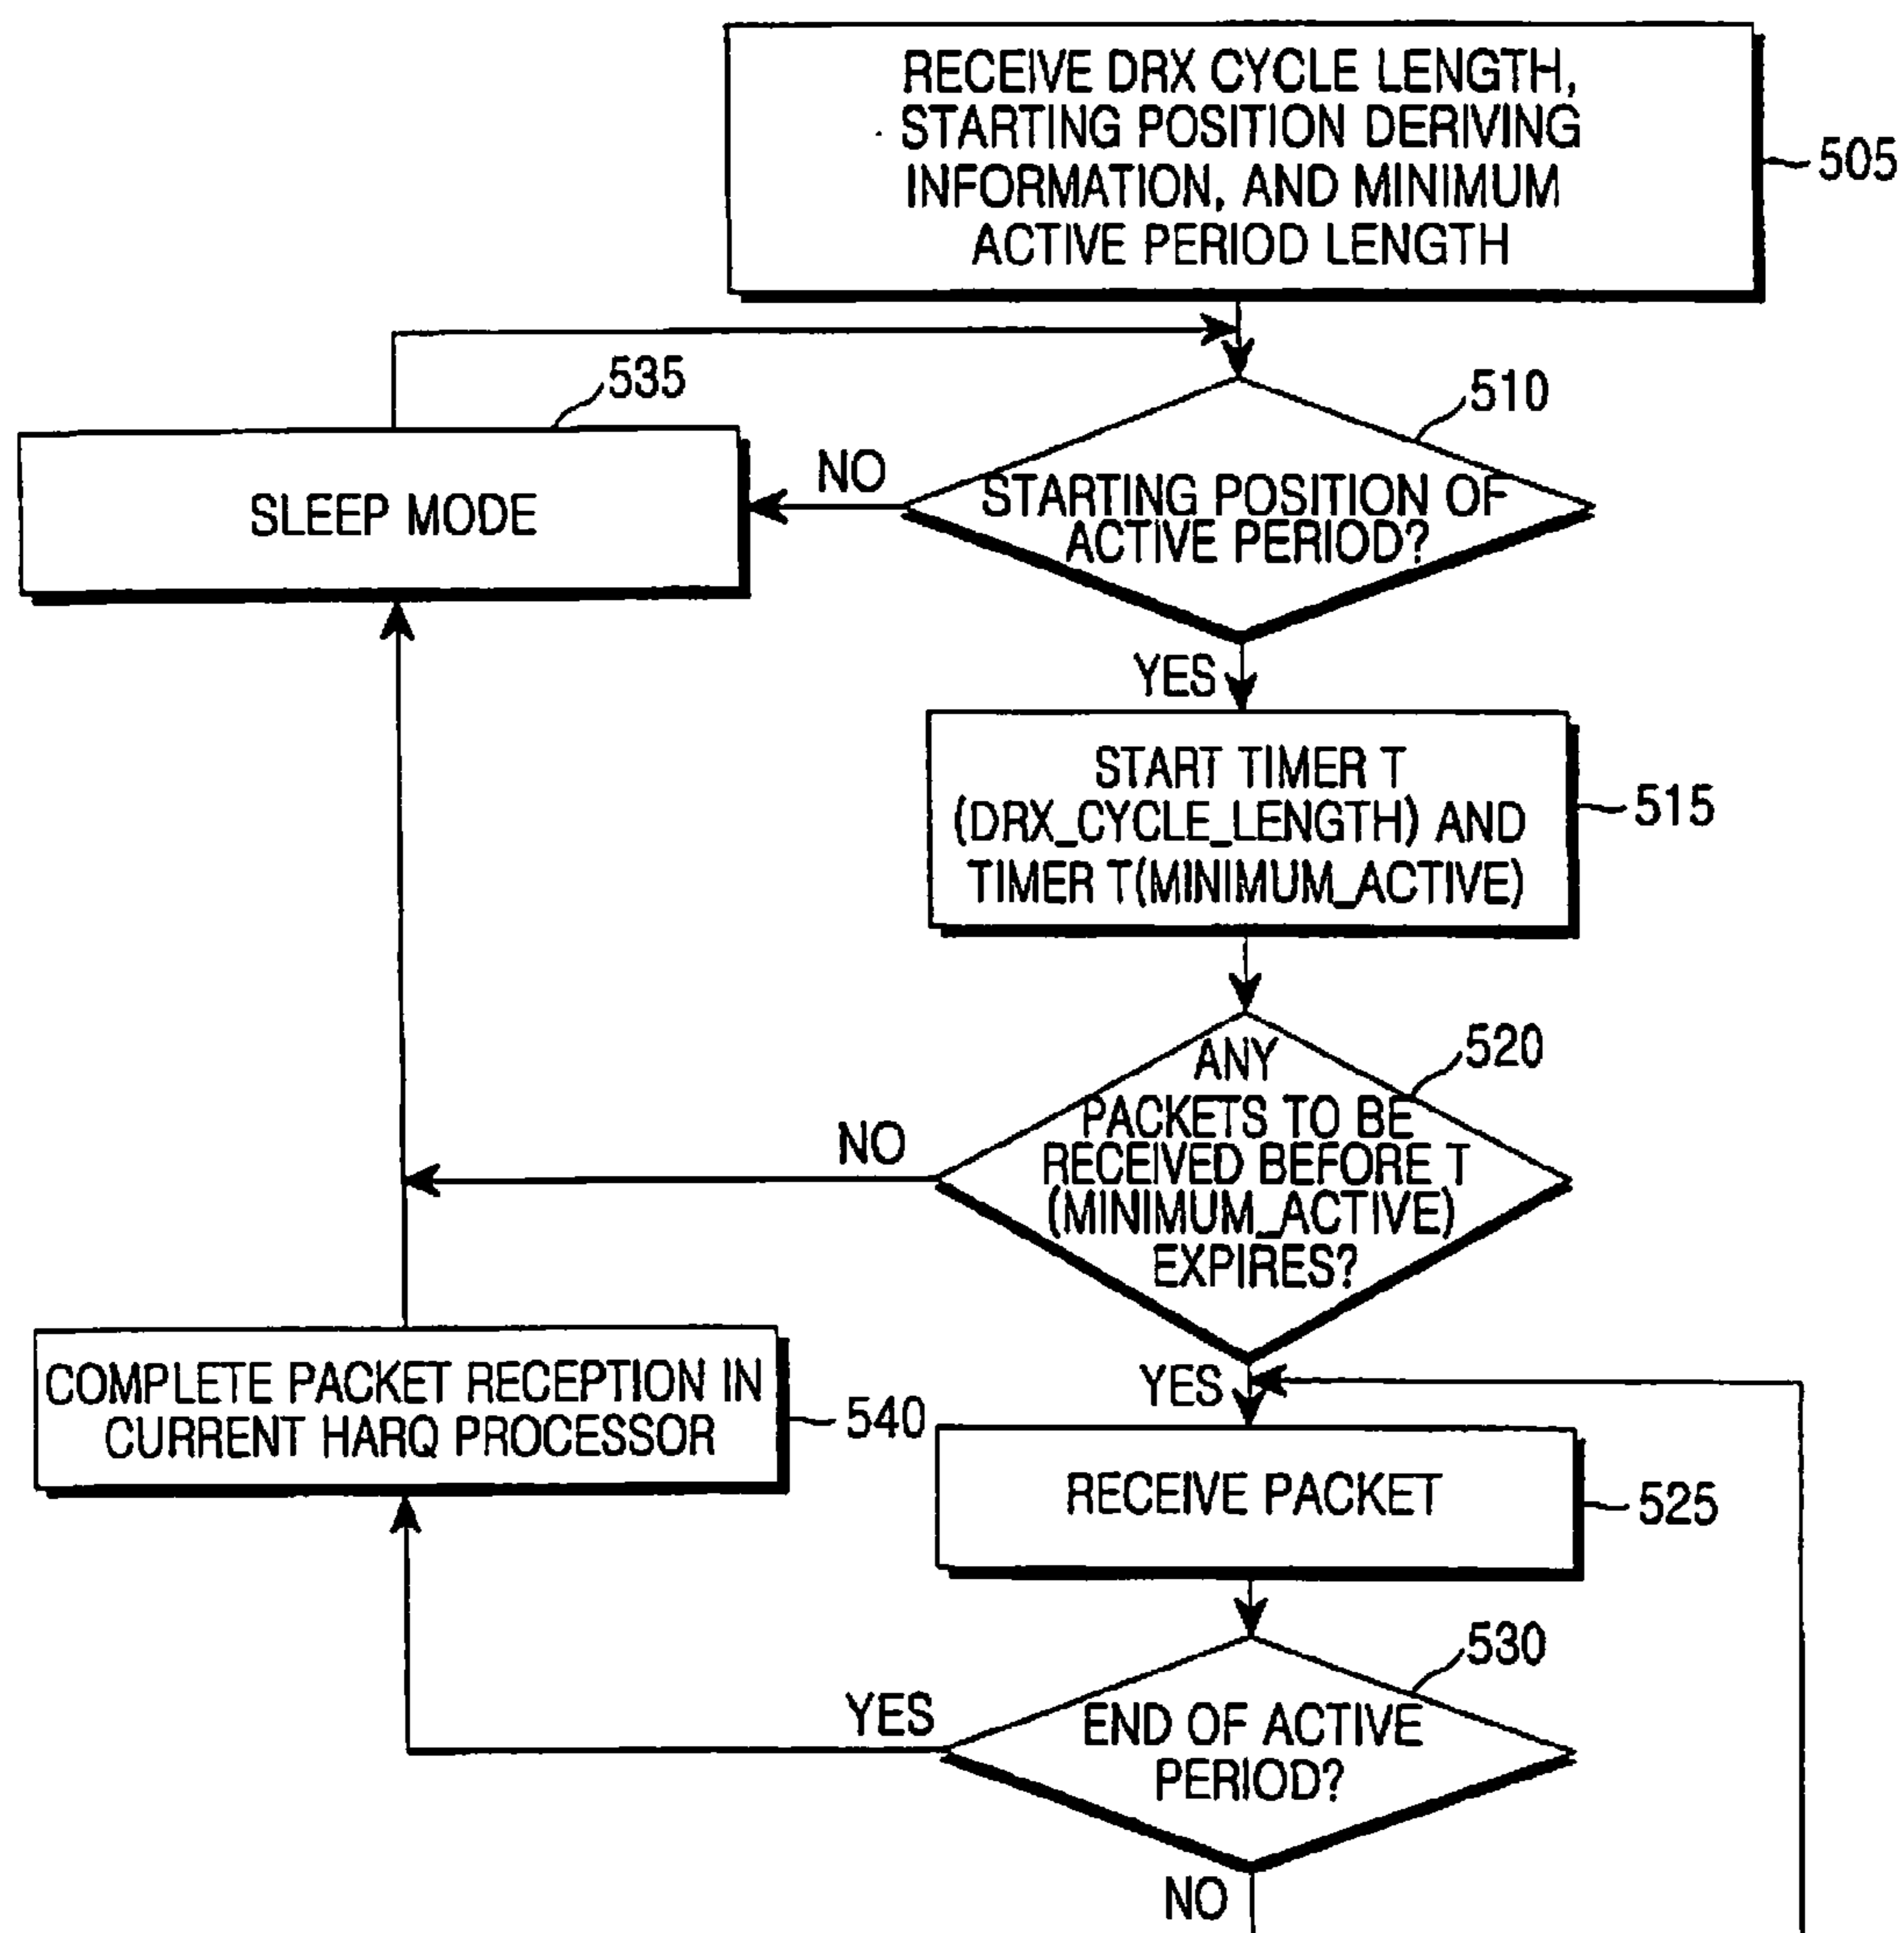 RECEIVE DRX CYCLE LENGTH,
STARTING POSITION DERIVING
INFORMATION, AND MINIMUM
ACTIVE PERIOD LENGTH
505
535
510
SLEEP MODE
NO
STARTING POSITION OF
ACTIVE PERIOD?
YES
START TIMER T
(DRX_CYCLE_LENGTH) AND
TIMER T(MINIMUM_ACTIVE)
515
520
ANY
PACKETS TO BE
RECEIVED BEFORE T
(MINIMUM_ACTIVE)
EXPIRES?
NO
YES
COMPLETE PACKET RECEPTION IN
CURRENT HARQ PROCESSOR
540
RECEIVE PACKET
525
530
YES
END OF ACTIVE
PERIOD?
NO